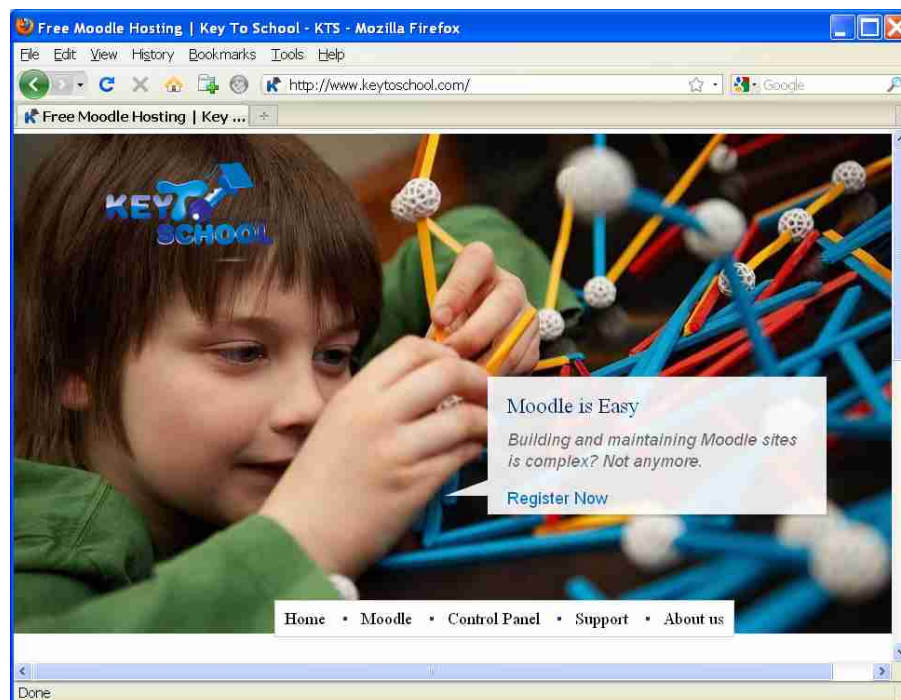 Free Moodle Hosting | Key To School - KTS - Mozilla Firefox
File Edit View History Bookmarks Tools Help
http://www.keytoschool.com/
Google
Free Moodle Hosting | Key ...
KEY TO
SCHOOL
Moodle is Easy
Building and maintaining Moodle sites
is complex? Not anymore.
Register Now
Home • Moodle • Control Panel • Support • About us
Done